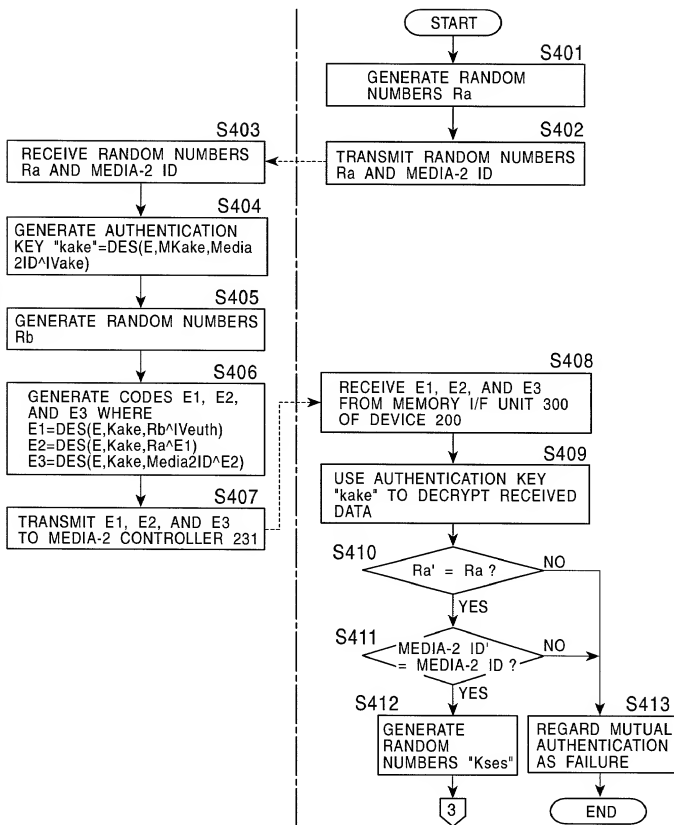 START
S401
GENERATE RANDOM
NUMBERS Ra
S402
TRANSMIT RANDOM NUMBERS
Ra AND MEDIA-2 ID
S403
RECEIVE RANDOM NUMBERS
Ra AND MEDIA-2 ID
S404
GENERATE AUTHENTICATION
KEY "kake"=DES(E,MKake,Media
2ID^IVake)
S405
GENERATE RANDOM NUMBERS
Rb
S406
GENERATE CODES E1, E2,
AND E3 WHERE
E1=DES(E,Kake,Rb^IVeuth)
E2=DES(E,Kake,Ra^E1)
E3=DES(E,Kake,Media2ID^E2)
S407
TRANSMIT E1, E2, AND E3
TO MEDIA-2 CONTROLLER 231
S408
RECEIVE E1, E2, AND E3
FROM MEMORY I/F UNIT 300
OF DEVICE 200
S409
USE AUTHENTICATION KEY
"kake" TO DECRYPT RECEIVED
DATA
S410
Ra' = Ra ?
NO
YES
S411
MEDIA-2 ID'
= MEDIA-2 ID ?
NO
YES
S412
GENERATE
RANDOM
NUMBERS "Kses"
3
S413
REGARD MUTUAL
AUTHENTICATION
AS FAILURE
END